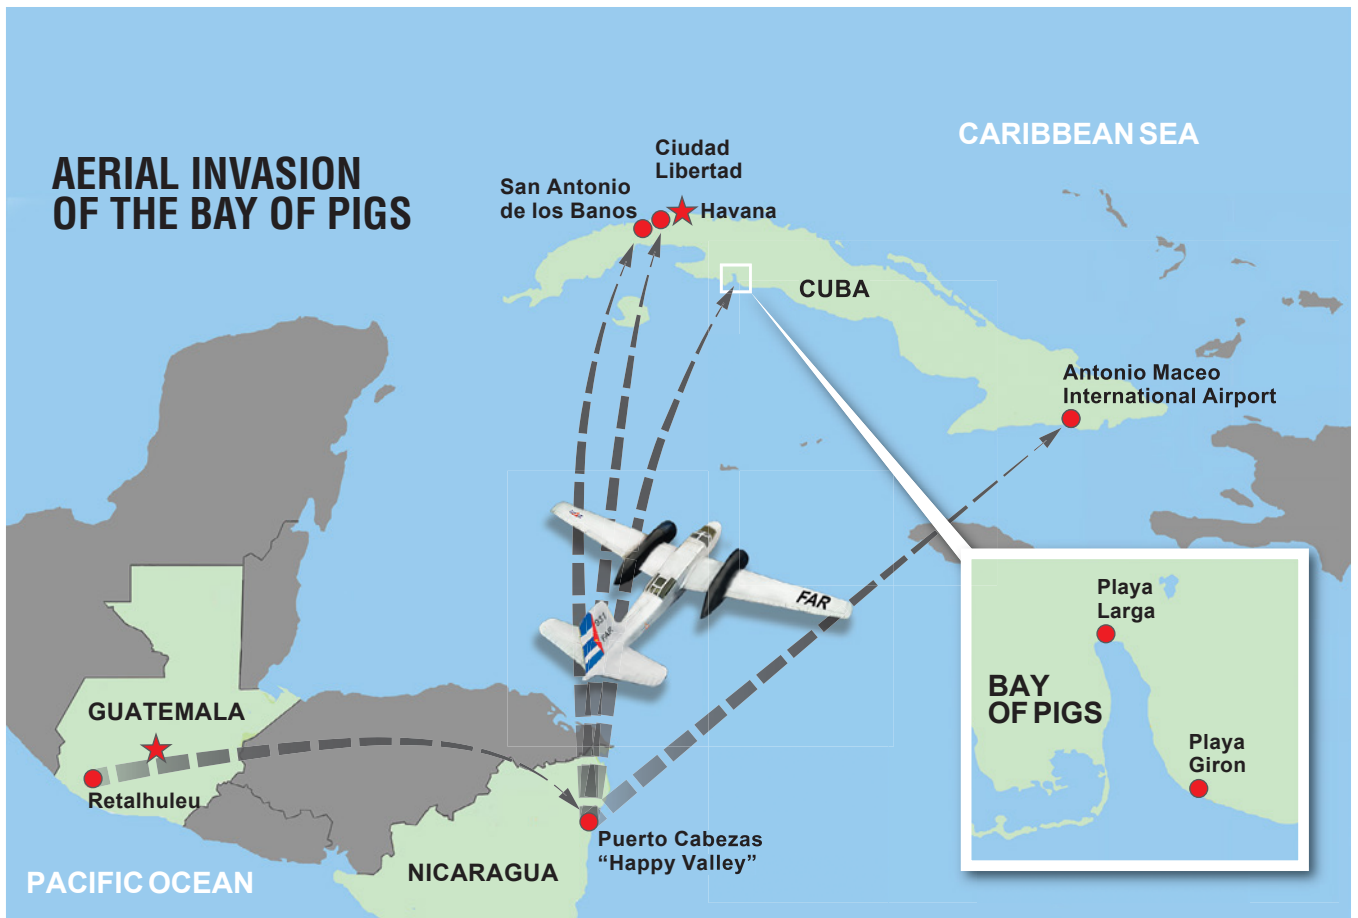 AERIAL INVASION
OF THE BAY OF PIGS
CARIBBEAN SEA
Ciudad
Libertad
San Antonio
de los Banos
Havana
CUBA
Antonio Maceo
International Airport
FAR
931
FAR
Playa
Larga
BAY
OF PIGS
Playa
Giron
GUATEMALA
Retalhuleu
Puerto Cabezas
“Happy Valley”
NICARAGUA
PACIFIC OCEAN